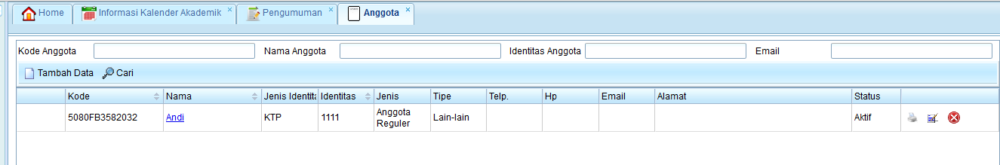 Home
Informasi Kalender Akademik
Pengumuman
Anggota
Kode Anggota
Nama Anggota
Identitas Anggota
Email
Tambah Data
Cari
Kode
Nama
Jenis Identita
Identitas
Jenis
Tipe
Telp.
Hp
Email
Alamat
Status
5080FB3582032
Andi
KTP
1111
Anggota
Reguler
Lain-lain
Aktif